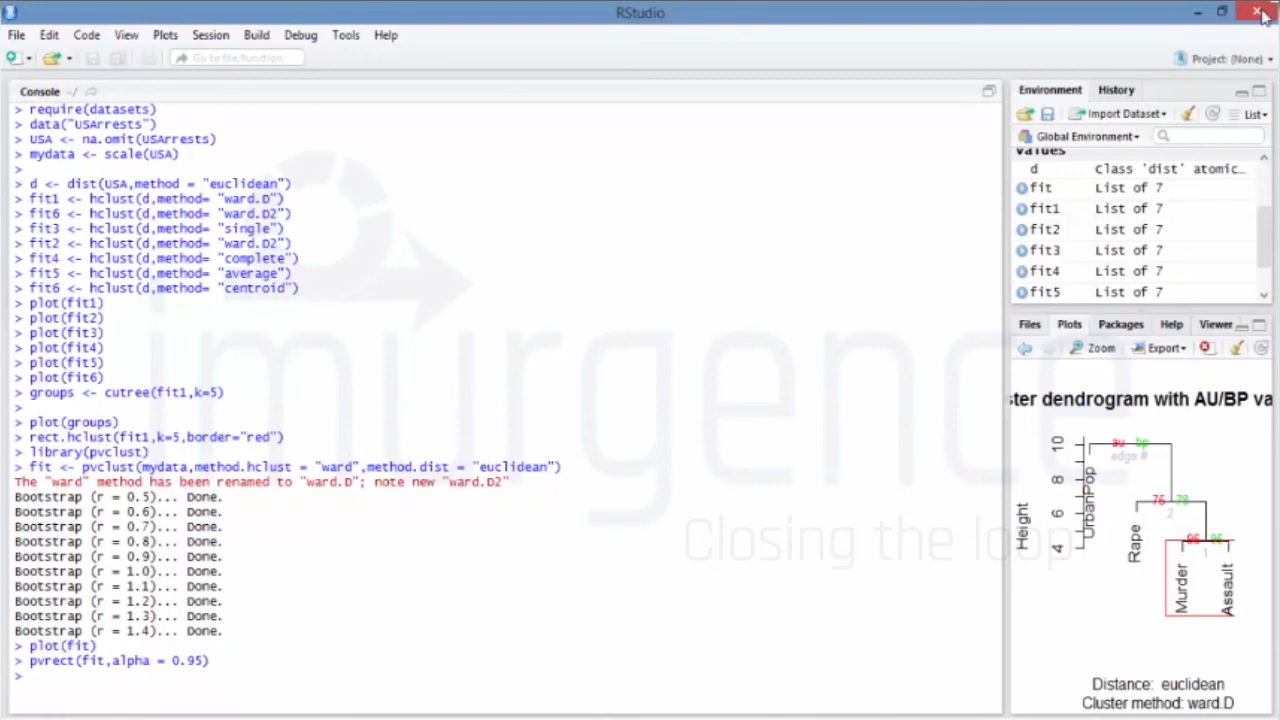 RStudio
File Edit Code View Plots Session Build Debug Tools Help
Go to file/function
Project: (None)
Console ~/
> require(datasets)
> data("USArrests")
> USA <- na.omit(USArrests)
> mydata <- scale(USA)
>
> d <- dist(USA,method = "euclidean")
> fit1 <- hclust(d,method= "ward.D")
> fit6 <- hclust(d,method= "ward.D2")
> fit3 <- hclust(d,method= "single")
> fit2 <- hclust(d,method= "ward.D2")
> fit4 <- hclust(d,method= "complete")
> fit5 <- hclust(d,method= "average")
> fit6 <- hclust(d,method= "centroid")
> plot(fit1)
> plot(fit2)
> plot(fit3)
> plot(fit4)
> plot(fit5)
> plot(fit6)
> groups <- cutree(fit1,k=5)
>
> plot(groups)
> rect.hclust(fit1,k=5,border="red")
> library(pvclust)
> fit <- pvclust(mydata,method.hclust = "ward",method.dist = "euclidean")
The "ward" method has been renamed to "ward.D"; note new "ward.D2"
Bootstrap (r = 0.5)... Done.
Bootstrap (r = 0.6)... Done.
Bootstrap (r = 0.7)... Done.
Bootstrap (r = 0.8)... Done.
Bootstrap (r = 0.9)... Done.
Bootstrap (r = 1.0)... Done.
Bootstrap (r = 1.1)... Done.
Bootstrap (r = 1.2)... Done.
Bootstrap (r = 1.3)... Done.
Bootstrap (r = 1.4)... Done.
> plot(fit)
> pvrect(fit,alpha = 0.95)
>
imurgence
Closing the loop
Environment History
Import Dataset List
Global Environment
Values
d Class 'dist' atomic…
fit List of 7
fit1 List of 7
fit2 List of 7
fit3 List of 7
fit4 List of 7
fit5 List of 7
Files Plots Packages Help Viewer
Zoom Export
ster dendrogram with AU/BP va
Height
10
8
6
4
au bp
edge #
UrbanPop
76 78
2
Rape
96 96
1
Murder
Assault
Distance: euclidean
Cluster method: ward.D